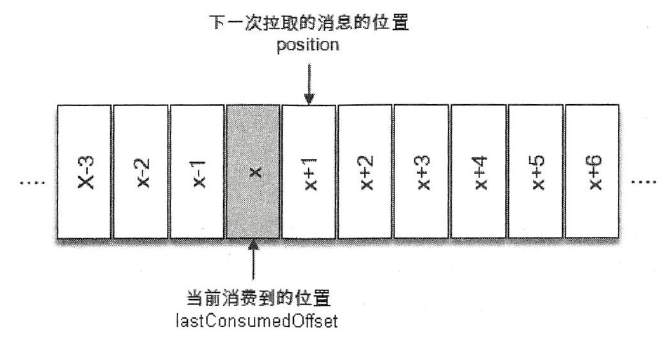 下一次拉取的消息的位置
position
.... X-3 x-2 x-1 x x+1 x+2 x+3 x+4 x+5 x+6 ....
当前消费到的位置
lastConsumedOffset